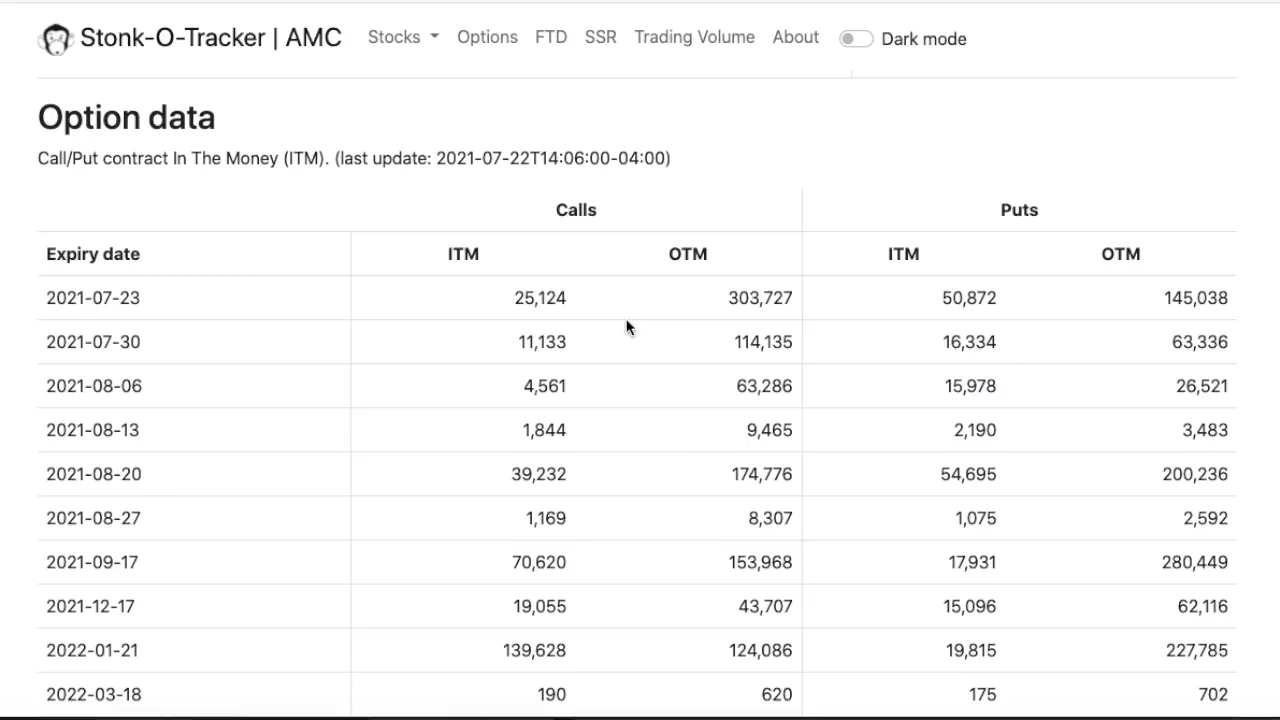 Stonk-O-Tracker | AMC Stocks Options FTD SSR Trading Volume About Dark mode
Option data
Call/Put contract In The Money (ITM). (last update: 2021-07-22T14:06:00-04:00)
Calls Puts
Expiry date ITM OTM ITM OTM
2021-07-23 25,124 303,727 50,872 145,038
2021-07-30 11,133 114,135 16,334 63,336
2021-08-06 4,561 63,286 15,978 26,521
2021-08-13 1,844 9,465 2,190 3,483
2021-08-20 39,232 174,776 54,695 200,236
2021-08-27 1,169 8,307 1,075 2,592
2021-09-17 70,620 153,968 17,931 280,449
2021-12-17 19,055 43,707 15,096 62,116
2022-01-21 139,628 124,086 19,815 227,785
2022-03-18 190 620 175 702